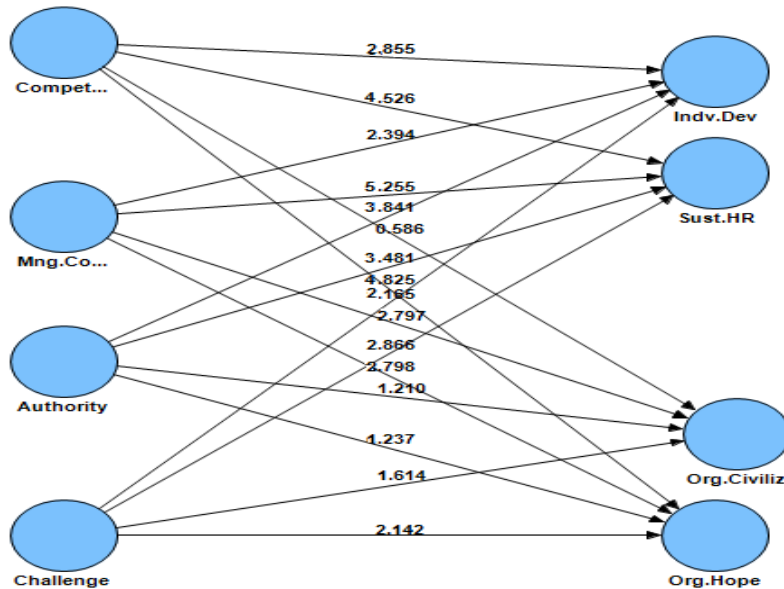 Compet...
2.855
Indv.Dev
4.526
2.394
Sust.HR
5.255
3.841
0.586
Mng.Co...
3.481
4.825
2.165
2.797
2.866
2.798
1.210
Authority
1.237
1.614
Org.Civiliz
2.142
Challenge
Org.Hope